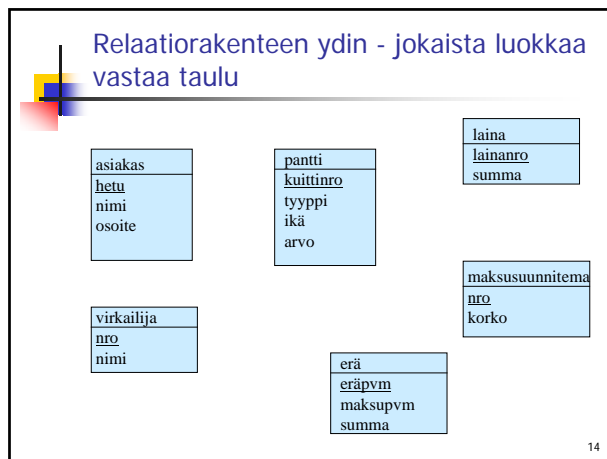 Relaatiorakenteen ydin - jokaista luokkaa
vastaa taulu
asiakas
hetu
nimi
osoite
pantti
kuittinro
tyyppi
ikä
arvo
laina
lainanro
summa
maksusuunnitema
nro
korko
virkailija
nro
nimi
erä
eräpvm
maksupvm
summa
14